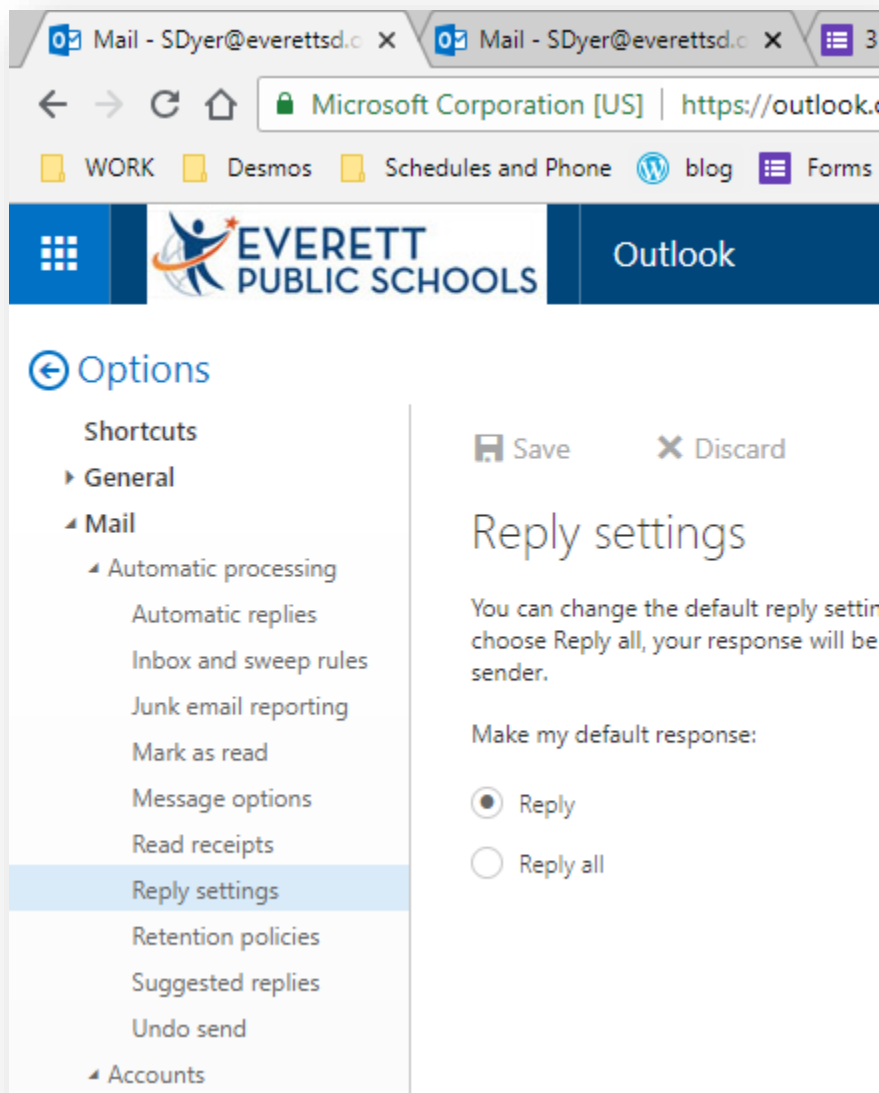 Mail - SDyer@everettsd.c
Mail - SDyer@everettsd.c
3
Microsoft Corporation [US] | https://outlook.
WORK Desmos Schedules and Phone blog Forms
EVERETT
PUBLIC SCHOOLS
Outlook
Options
Shortcuts
General
Mail
Automatic processing
Automatic replies
Inbox and sweep rules
Junk email reporting
Mark as read
Message options
Read receipts
Reply settings
Retention policies
Suggested replies
Undo send
Accounts
Save Discard
Reply settings
You can change the default reply settin
choose Reply all, your response will be
sender.
Make my default response:
Reply
Reply all